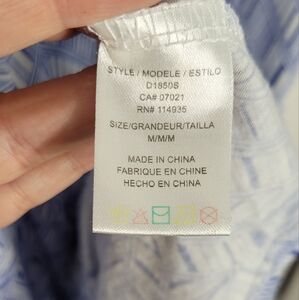 STYLE / MODELE / ESTILO
D1850S
CA# 07021
RN# 114935
SIZE/GRANDEUR/TAILLA
M/M/M
MADE IN CHINA
FABRIQUE EN CHINE
HECHO EN CHINA